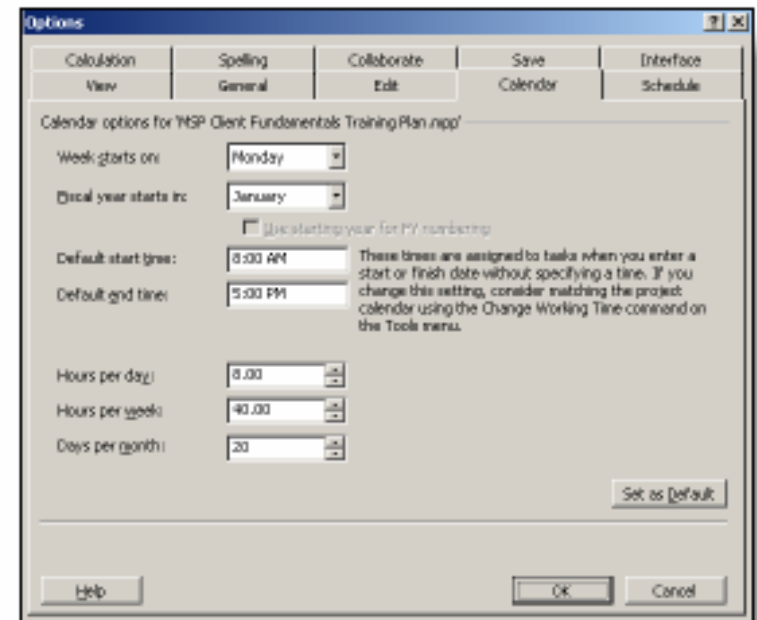 Options
Calculation Spelling Collaborate Save Interface
View General Edit Calendar Schedule
Calendar options for 'MSP Client Fundamentals Training Plan.mpp'
Week starts on: Monday
Fiscal year starts in: January
Use starting year for FY numbering
Default start time: 8:00 AM
Default end time: 5:00 PM
These times are assigned to tasks when you enter a
start or finish date without specifying a time. If you
change this setting, consider matching the project
calendar using the Change Working Time command on
the Tools menu.
Hours per day: 8.00
Hours per week: 40.00
Days per month: 20
Set as Default
Help OK Cancel